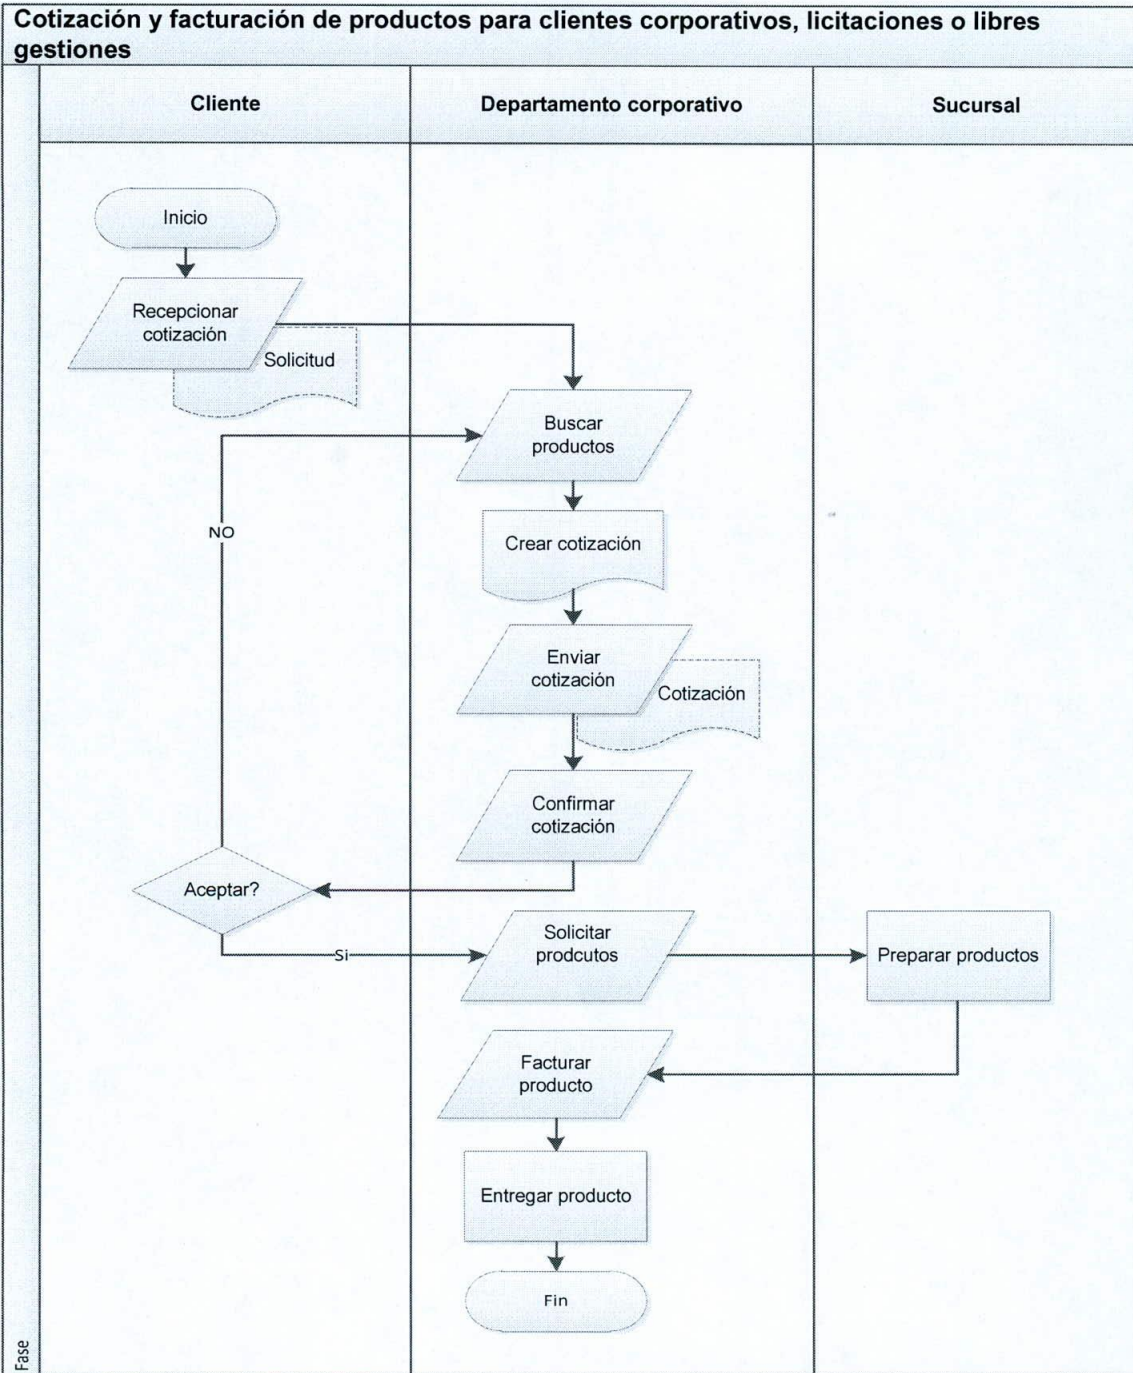 Cotización y facturación de productos para clientes corporativos, licitaciones o libres
gestiones
Cliente
Departamento corporativo
Sucursal
Inicio
Recepcionar
cotización
Solicitud
Buscar
productos
NO
Crear cotización
Enviar
cotización
Cotización
Confirmar
cotización
Aceptar?
Si
Solicitar
prodcutos
Preparar productos
Facturar
producto
Entregar producto
Fin
Fase